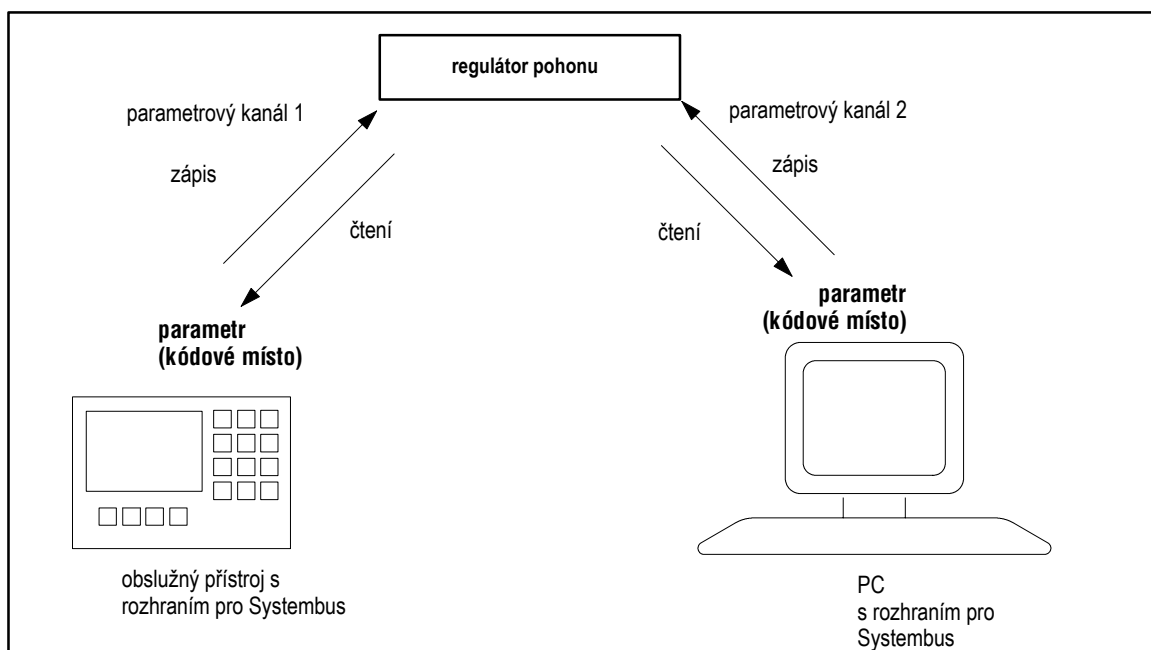 regulátor pohonu
parametrový kanál 1
parametrový kanál 2
zápis
zápis
čtení
čtení
parametr
(kódové místo)
parametr
(kódové místo)
obslužný přístroj s
rozhraním pro Systembus
PC
s rozhraním pro
Systembus